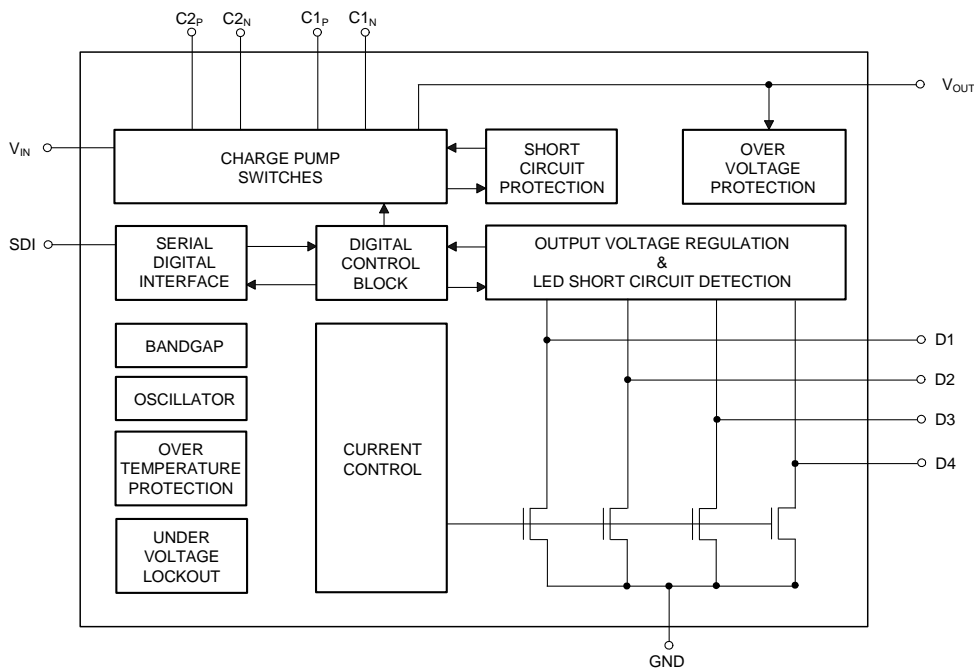 C2P C2N C1P C1N
VOUT
VIN
CHARGE PUMP
SWITCHES
SHORT
CIRCUIT
PROTECTION
OVER
VOLTAGE
PROTECTION
SDI
SERIAL
DIGITAL
INTERFACE
DIGITAL
CONTROL
BLOCK
OUTPUT VOLTAGE REGULATION
&
LED SHORT CIRCUIT DETECTION
BANDGAP
OSCILLATOR
OVER
TEMPERATURE
PROTECTION
UNDER
VOLTAGE
LOCKOUT
CURRENT
CONTROL
D1
D2
D3
D4
GND